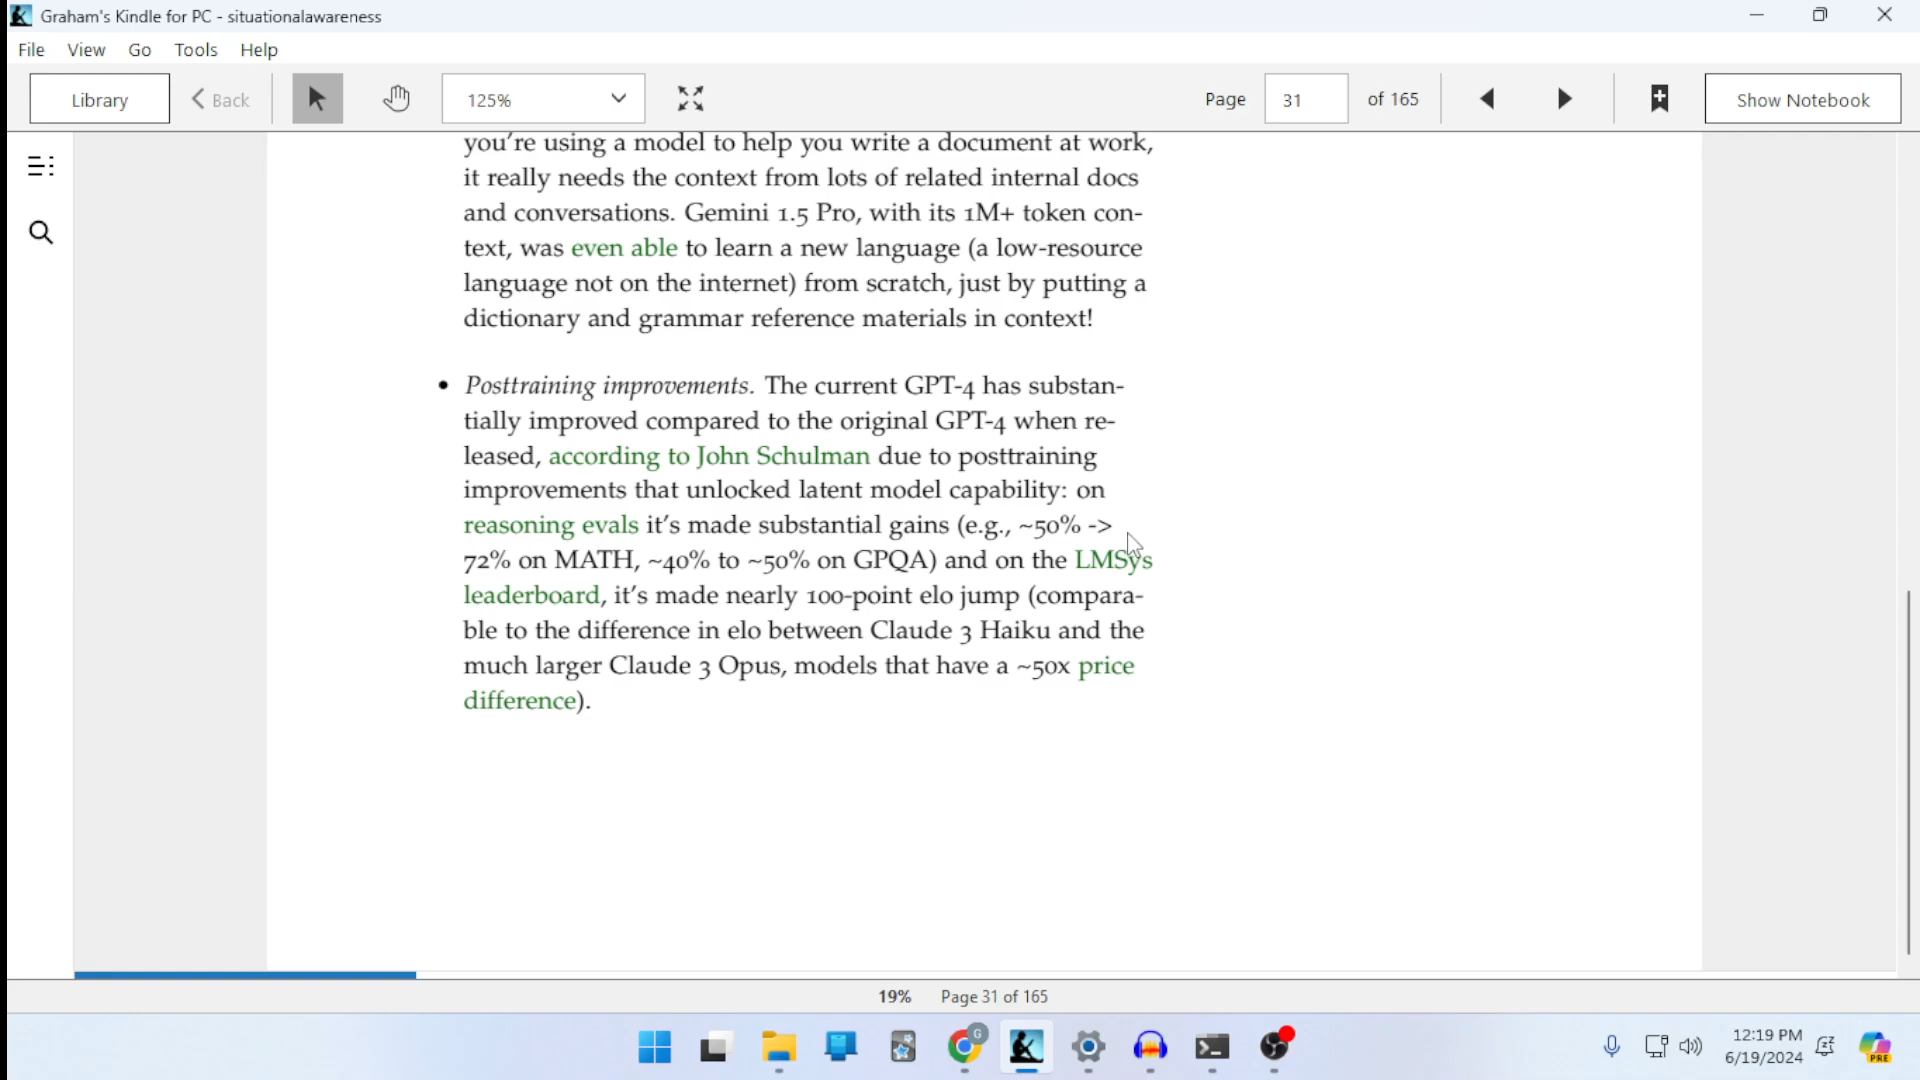 Graham's Kindle for PC - situationalawareness
File View Go Tools Help
Library Back 125% Page 31 of 165 Show Notebook
you're using a model to help you write a document at work,
it really needs the context from lots of related internal docs
and conversations. Gemini 1.5 Pro, with its 1M+ token con-
text, was even able to learn a new language (a low-resource
language not on the internet) from scratch, just by putting a
dictionary and grammar reference materials in context!
• Posttraining improvements. The current GPT-4 has substan-
tially improved compared to the original GPT-4 when re-
leased, according to John Schulman due to posttraining
improvements that unlocked latent model capability: on
reasoning evals it's made substantial gains (e.g., ~50% ->
72% on MATH, ~40% to ~50% on GPQA) and on the LMSys
leaderboard, it's made nearly 100-point elo jump (compara-
ble to the difference in elo between Claude 3 Haiku and the
much larger Claude 3 Opus, models that have a ~50x price
difference).
19% Page 31 of 165
G
12:19 PM
6/19/2024
PRE